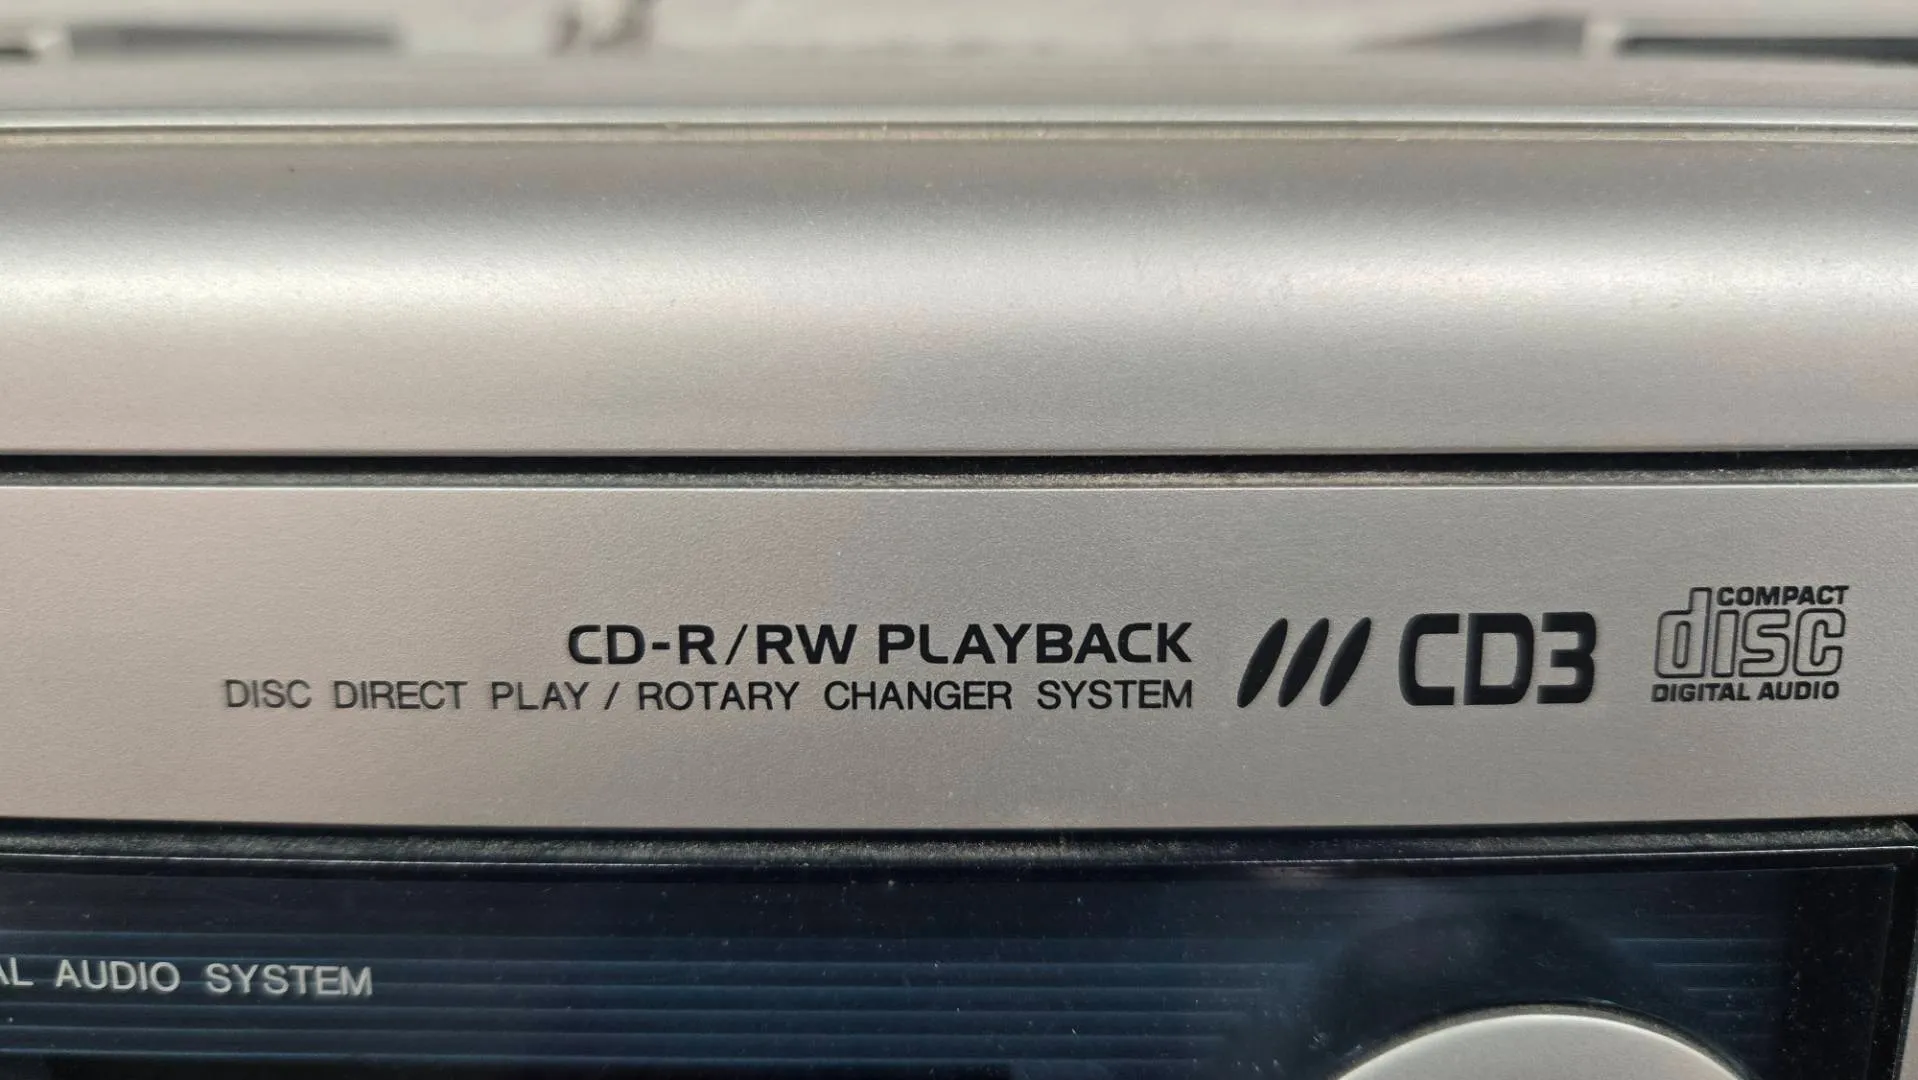 CD-R/RW PLAYBACK
DISC DIRECT PLAY / ROTARY CHANGER SYSTEM
CD3
COMPACT
disc
DIGITAL AUDIO
AUDIO SYSTEM